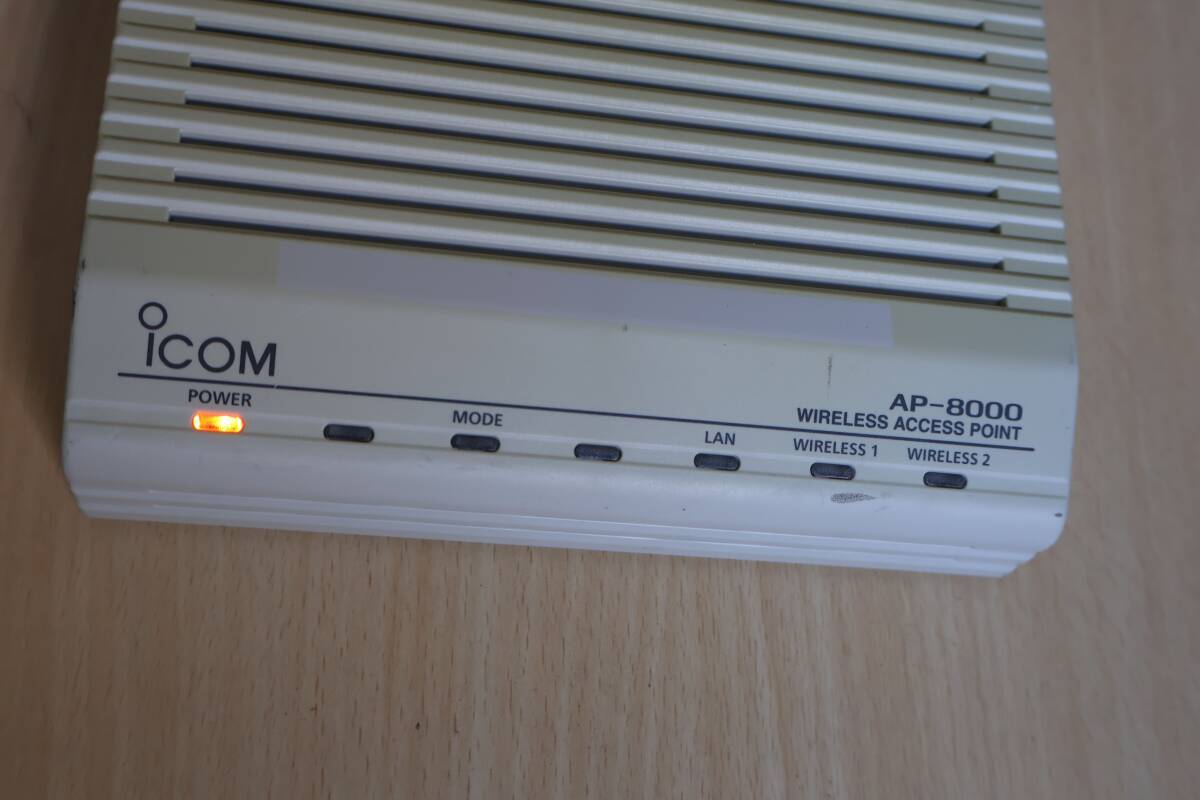 ICOM
AP-8000
WIRELESS ACCESS POINT
POWER
MODE
LAN
WIRELESS 1
WIRELESS 2